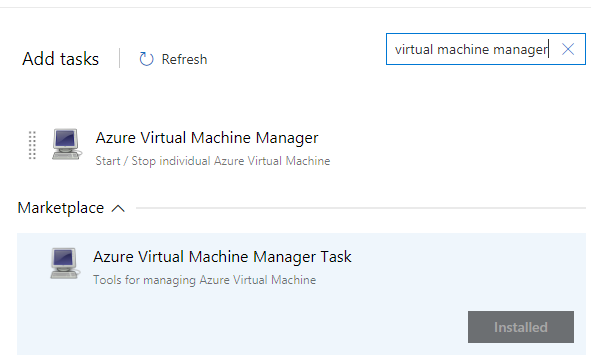 Add tasks
Refresh
virtual machine manager
Azure Virtual Machine Manager
Start / Stop individual Azure Virtual Machine
Marketplace
Azure Virtual Machine Manager Task
Tools for managing Azure Virtual Machine
Installed